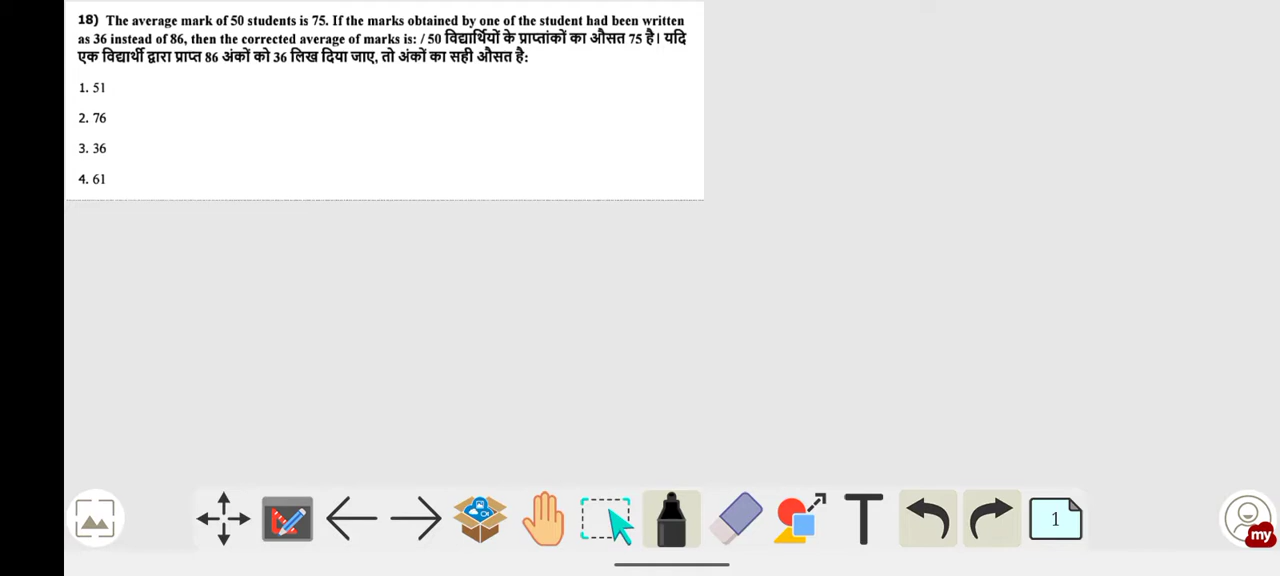 18) The average mark of 50 students is 75. If the marks obtained by one of the student had been written
as 36 instead of 86, then the corrected average of marks is: / 50 विद्यार्थियों के प्राप्तांकों का औसत 75 है। यदि
एक विद्यार्थी द्वारा प्राप्त 86 अंकों को 36 लिख दिया जाए, तो अंकों का सही औसत है:
1. 51
2. 76
3. 36
4. 61
T
1
my